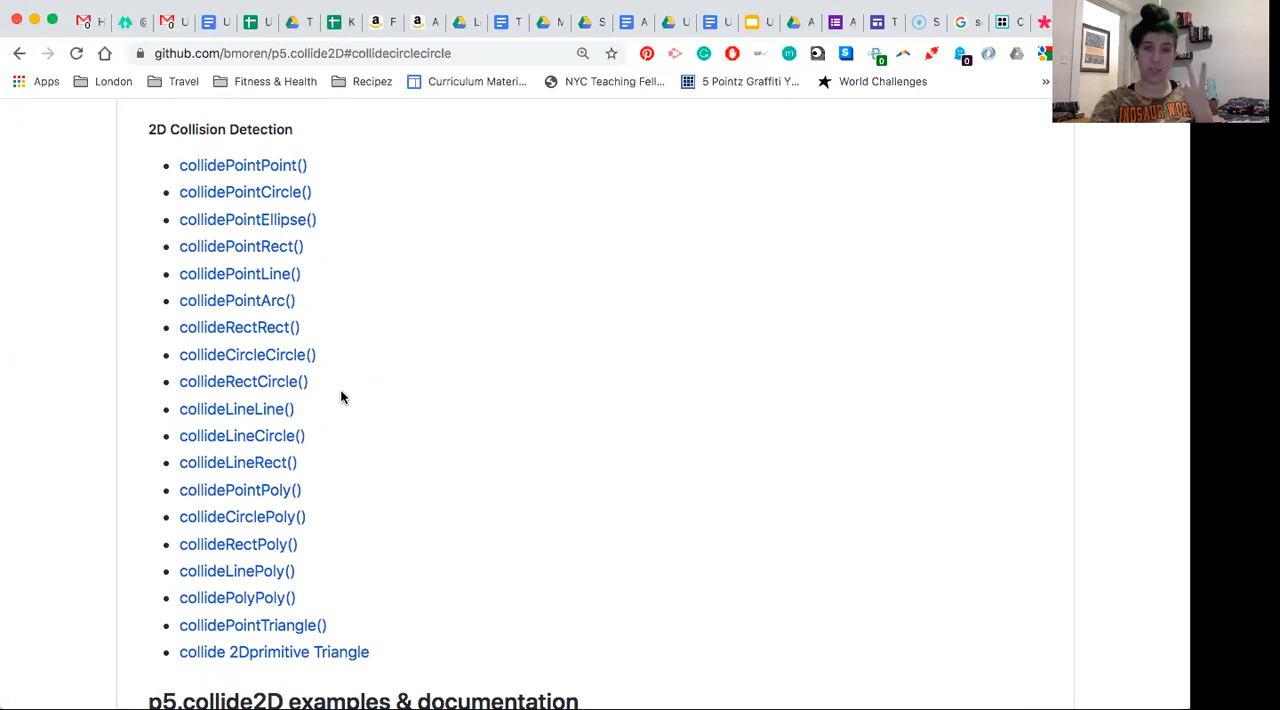 H
@
U
U
U
K
T
F
A
L
T
M
S
A
U
U
U
A
A
T
S
s
C
github.com/bmoren/p5.collide2D#collidecirclecircle
0
0
Apps
London
Travel
Fitness & Health
Recipez
Curriculum Materi...
NYC Teaching Fell...
5 Pointz Graffiti Y...
World Challenges
»
2D Collision Detection
• collidePointPoint()
• collidePointCircle()
• collidePointEllipse()
• collidePointRect()
• collidePointLine()
• collidePointArc()
• collideRectRect()
• collideCircleCircle()
• collideRectCircle()
• collideLineLine()
• collideLineCircle()
• collideLineRect()
• collidePointPoly()
• collideCirclePoly()
• collideRectPoly()
• collideLinePoly()
• collidePolyPoly()
• collidePointTriangle()
• collide 2Dprimitive Triangle
p5.collide2D examples & documentation